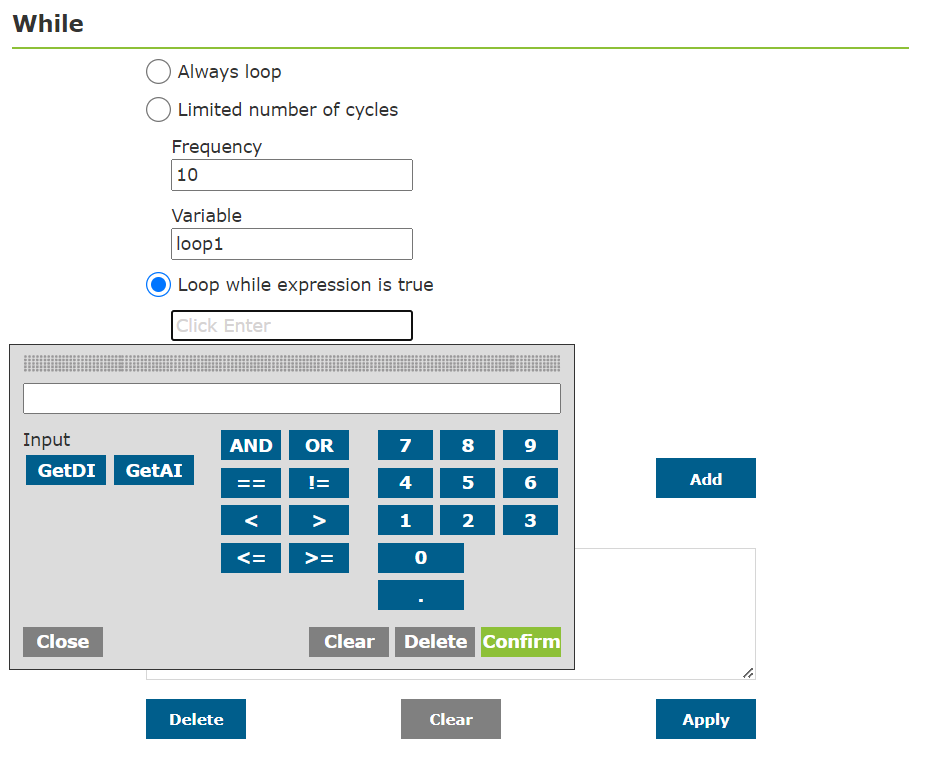 While
Always loop
Limited number of cycles
Frequency
10
Variable
loop1
Loop while expression is true
Click Enter
Input
GetDI GetAI
AND OR 7 8 9
== != 4 5 6
< > 1 2 3
<= >= 0
.
Add
Close Clear Delete Confirm
Delete Clear Apply